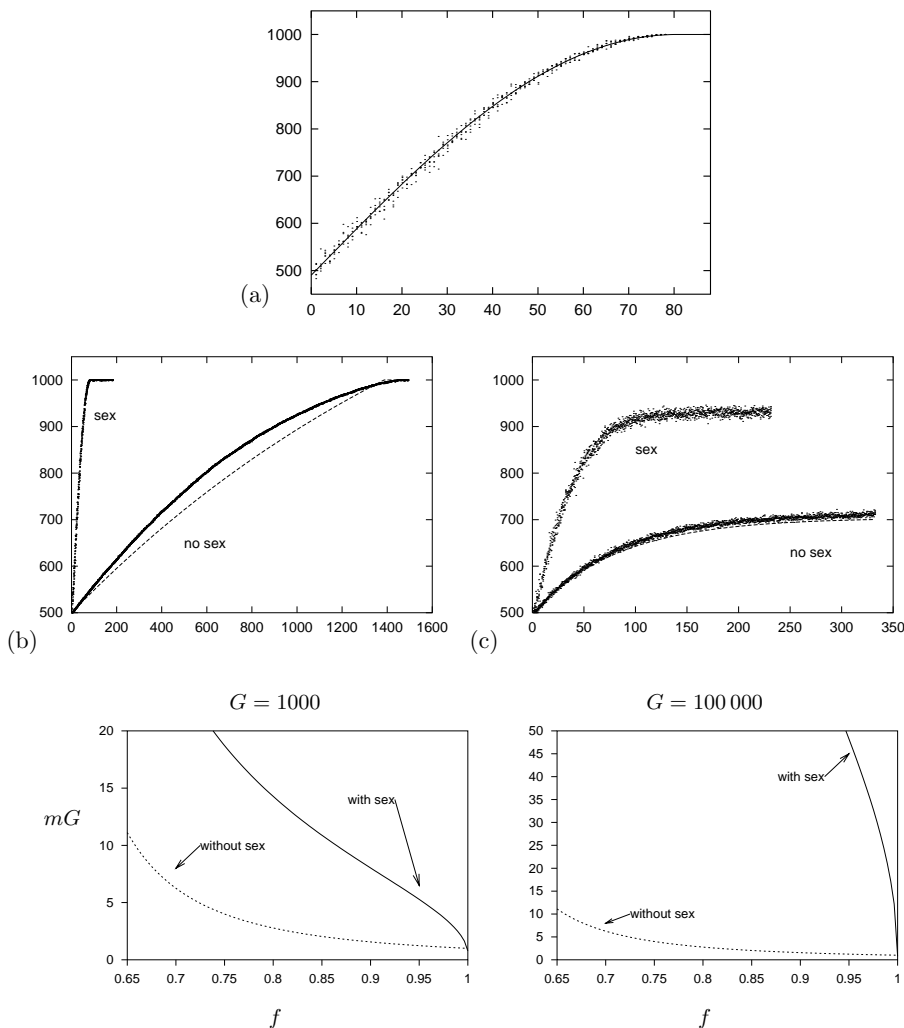 1000
900
800
700
600
500
0 10 20 30 40 50 60 70 80
(a)
1000
900
800
700
600
500
0 200 400 600 800 1000 1200 1400 1600
sex
no sex
(b)
1000
900
800
700
600
500
0 50 100 150 200 250 300 350
sex
no sex
(c)
G = 1000
20
15
10
5
0
0.65 0.7 0.75 0.8 0.85 0.9 0.95 1
mG
with sex
without sex
f
G = 100 000
50
45
40
35
30
25
20
15
10
5
0
0.65 0.7 0.75 0.8 0.85 0.9 0.95 1
with sex
without sex
f